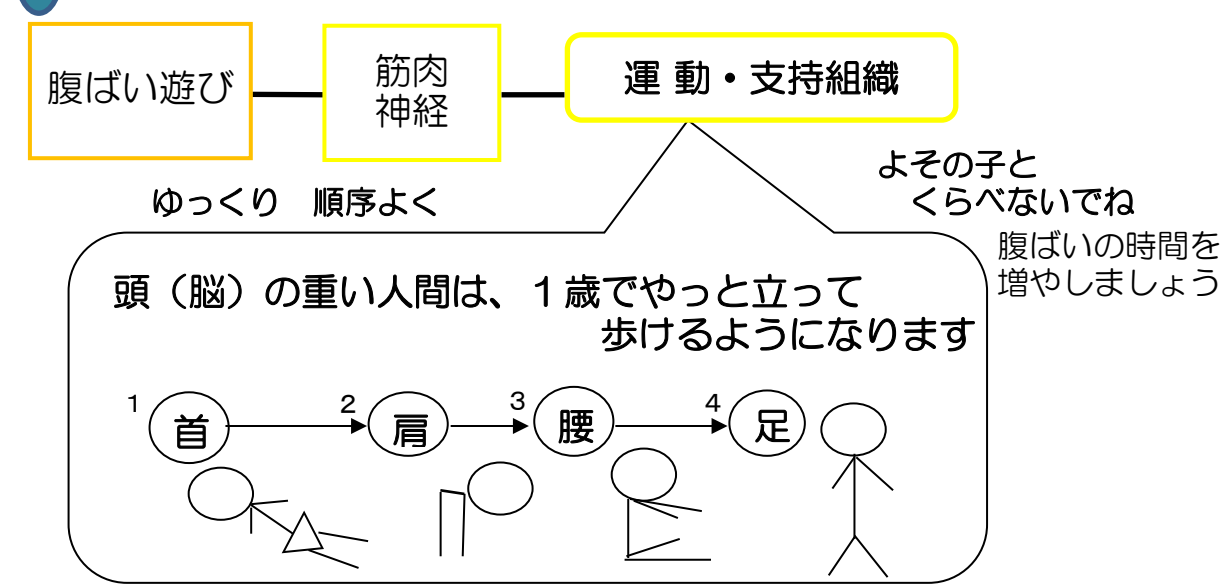 腹ばい遊び
筋肉
神経
運 動・支持組織
よその子と
くらべないでね
ゆっくり　順序よく
腹ばいの時間を
増やしましょう
頭（脳）の重い人間は、１歳でやっと立って
歩けるようになります
1 首
2 肩
3 腰
4 足